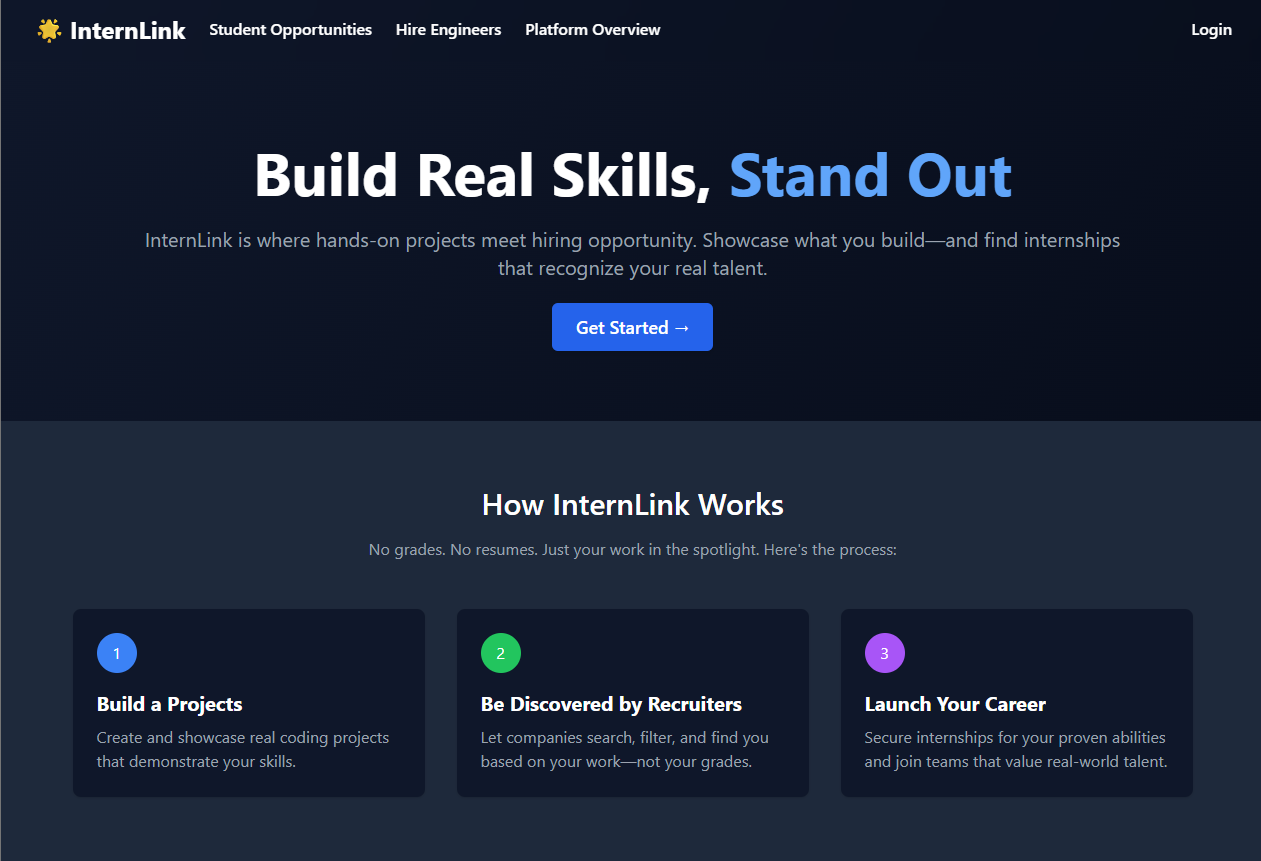 InternLink Student Opportunities Hire Engineers Platform Overview Login
Build Real Skills, Stand Out
InternLink is where hands-on projects meet hiring opportunity. Showcase what you build—and find internships
that recognize your real talent.
Get Started →
How InternLink Works
No grades. No resumes. Just your work in the spotlight. Here's the process:
1
Build a Projects
Create and showcase real coding projects
that demonstrate your skills.
2
Be Discovered by Recruiters
Let companies search, filter, and find you
based on your work—not your grades.
3
Launch Your Career
Secure internships for your proven abilities
and join teams that value real-world talent.